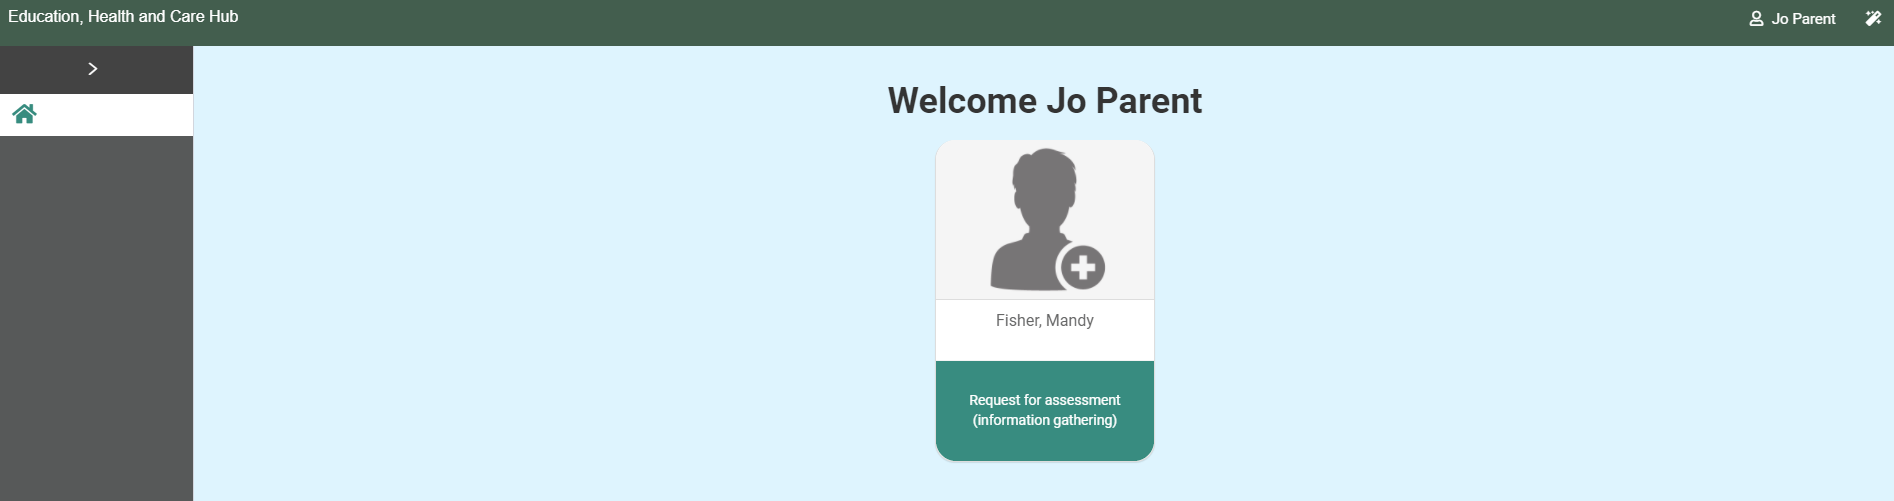 Education, Health and Care Hub
Jo Parent
Welcome Jo Parent
Fisher, Mandy
Request for assessment
(information gathering)